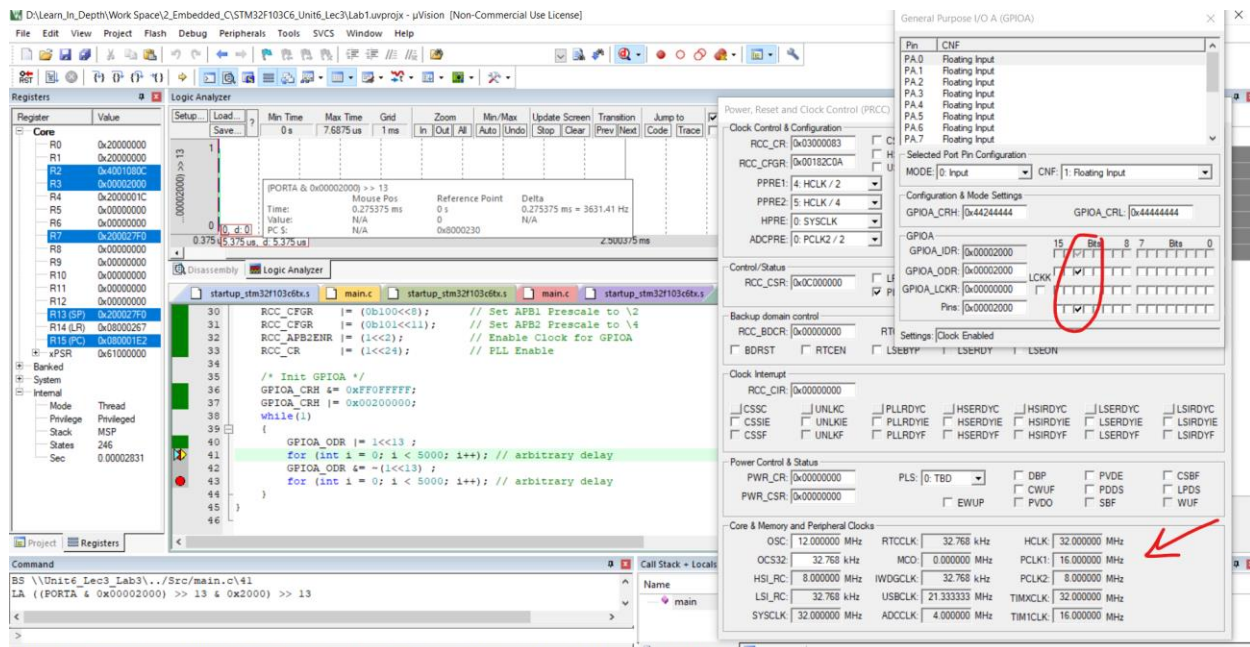 D:\Learn_In_Depth\Work Space\2_Embedded_C\STM32F103C6_Unit6_Lec3\Lab1.uvprojx - µVision [Non-Commercial Use License]
File Edit View Project Flash Debug Peripherals Tools SVCS Window Help
Registers
Register Value
Core
R0 0x20000000
R1 0x20000000
R2 0x4001080C
R3 0x00002000
R4 0x2000001C
R5 0x00000000
R6 0x00000000
R7 0x200027F0
R8 0x00000000
R9 0x00000000
R10 0x00000000
R11 0x00000000
R12 0x00000000
R13 (SP) 0x200027F0
R14 (LR) 0x08000267
R15 (PC) 0x080001E2
xPSR 0x61000000
Banked
System
Internal
Mode Thread
Privilege Privileged
Stack MSP
States 246
Sec 0.00002831
Project Registers
Logic Analyzer
Setup... Load... Save... ?
Min Time Max Time Grid Zoom Min/Max Update Screen Transition Jump to
0 s 7.6875 us 1 ms In Out All Auto Undo Stop Clear Prev Next Code Trace
1
00002000) >> 13
0
0, d: 0
0.375 us 5.375 us, d: 5.375 us 2.500375 ms
(PORTA & 0x00002000) >> 13
Mouse Pos Reference Point Delta
Time: 0.275375 ms 0 s 0.275375 ms = 3631.41 Hz
Value: N/A 0 N/A
PC $: N/A 0x8000230
Disassembly Logic Analyzer
startup_stm32f103c6tx.s main.c startup_stm32f103c6tx.s main.c startup_stm32f103c6tx.s
30 RCC_CFGR |= (0b100<<8); // Set APB1 Prescale to \2
31 RCC_CFGR |= (0b101<<11); // Set APB2 Prescale to \4
32 RCC_APB2ENR |= (1<<2); // Enable Clock for GPIOA
33 RCC_CR |= (1<<24); // PLL Enable
34
35 /* Init GPIOA */
36 GPIOA_CRH &= 0xFF0FFFFF;
37 GPIOA_CRH |= 0x00200000;
38 while(1)
39 {
40 GPIOA_ODR |= 1<<13 ;
41 for (int i = 0; i < 5000; i++); // arbitrary delay
42 GPIOA_ODR &= ~(1<<13) ;
43 for (int i = 0; i < 5000; i++); // arbitrary delay
44 }
45 }
46
Command
BS \\Unit6_Lec3_Lab3\../Src/main.c\41
LA ((PORTA & 0x00002000) >> 13 & 0x2000) >> 13
>
Call Stack + Locals
Name
main
General Purpose I/O A (GPIOA)
Pin CNF
PA.0 Floating Input
PA.1 Floating Input
PA.2 Floating Input
PA.3 Floating Input
PA.4 Floating Input
PA.5 Floating Input
PA.6 Floating Input
PA.7 Floating Input
Selected Port Pin Configuration
MODE: 0: Input CNF: 1: Floating Input
Configuration & Mode Settings
GPIOA_CRH: 0x44244444 GPIOA_CRL: 0x44444444
GPIOA 15 Bits 8 7 Bits 0
GPIOA_IDR: 0x00002000
GPIOA_ODR: 0x00002000 LCKK
GPIOA_LCKR: 0x00000000
Pins: 0x00002000
Settings: Clock Enabled
Power, Reset and Clock Control (PRCC)
Clock Control & Configuration
RCC_CR: 0x03000083
RCC_CFGR: 0x00182C0A
PPRE1: 4: HCLK / 2
PPRE2: 5: HCLK / 4
HPRE: 0: SYSCLK
ADCPRE: 0: PCLK2 / 2
Control/Status
RCC_CSR: 0x0C000000
Backup domain control
RCC_BDCR: 0x00000000
BDRST RTCEN LSEBYP LSERDY LSEON
Clock Interrupt
RCC_CIR: 0x00000000
CSSC UNLKC PLLRDYC HSERDYC HSIRDYC LSERDYC LSIRDYC
CSSIE UNLKIE PLLRDYIE HSERDYIE HSIRDYIE LSERDYIE LSIRDYIE
CSSF UNLKF PLLRDYF HSERDYF HSIRDYF LSERDYF LSIRDYF
Power Control & Status
PWR_CR: 0x00000000 PLS: 0: TBD DBP PVDE CSBF
CWUF PDDS LPDS
PWR_CSR: 0x00000000 EWUP PVDO SBF WUF
Core & Memory and Peripheral Clocks
OSC: 12.000000 MHz RTCCLK: 32.768 kHz HCLK: 32.000000 MHz
OCS32: 32.768 kHz MCO: 0.000000 MHz PCLK1: 16.000000 MHz
HSI_RC: 8.000000 MHz IWDGCLK: 32.768 kHz PCLK2: 8.000000 MHz
LSI_RC: 32.768 kHz USBCLK: 21.333333 MHz TIMXCLK: 32.000000 MHz
SYSCLK: 32.000000 MHz ADCCLK: 4.000000 MHz TIM1CLK: 16.000000 MHz